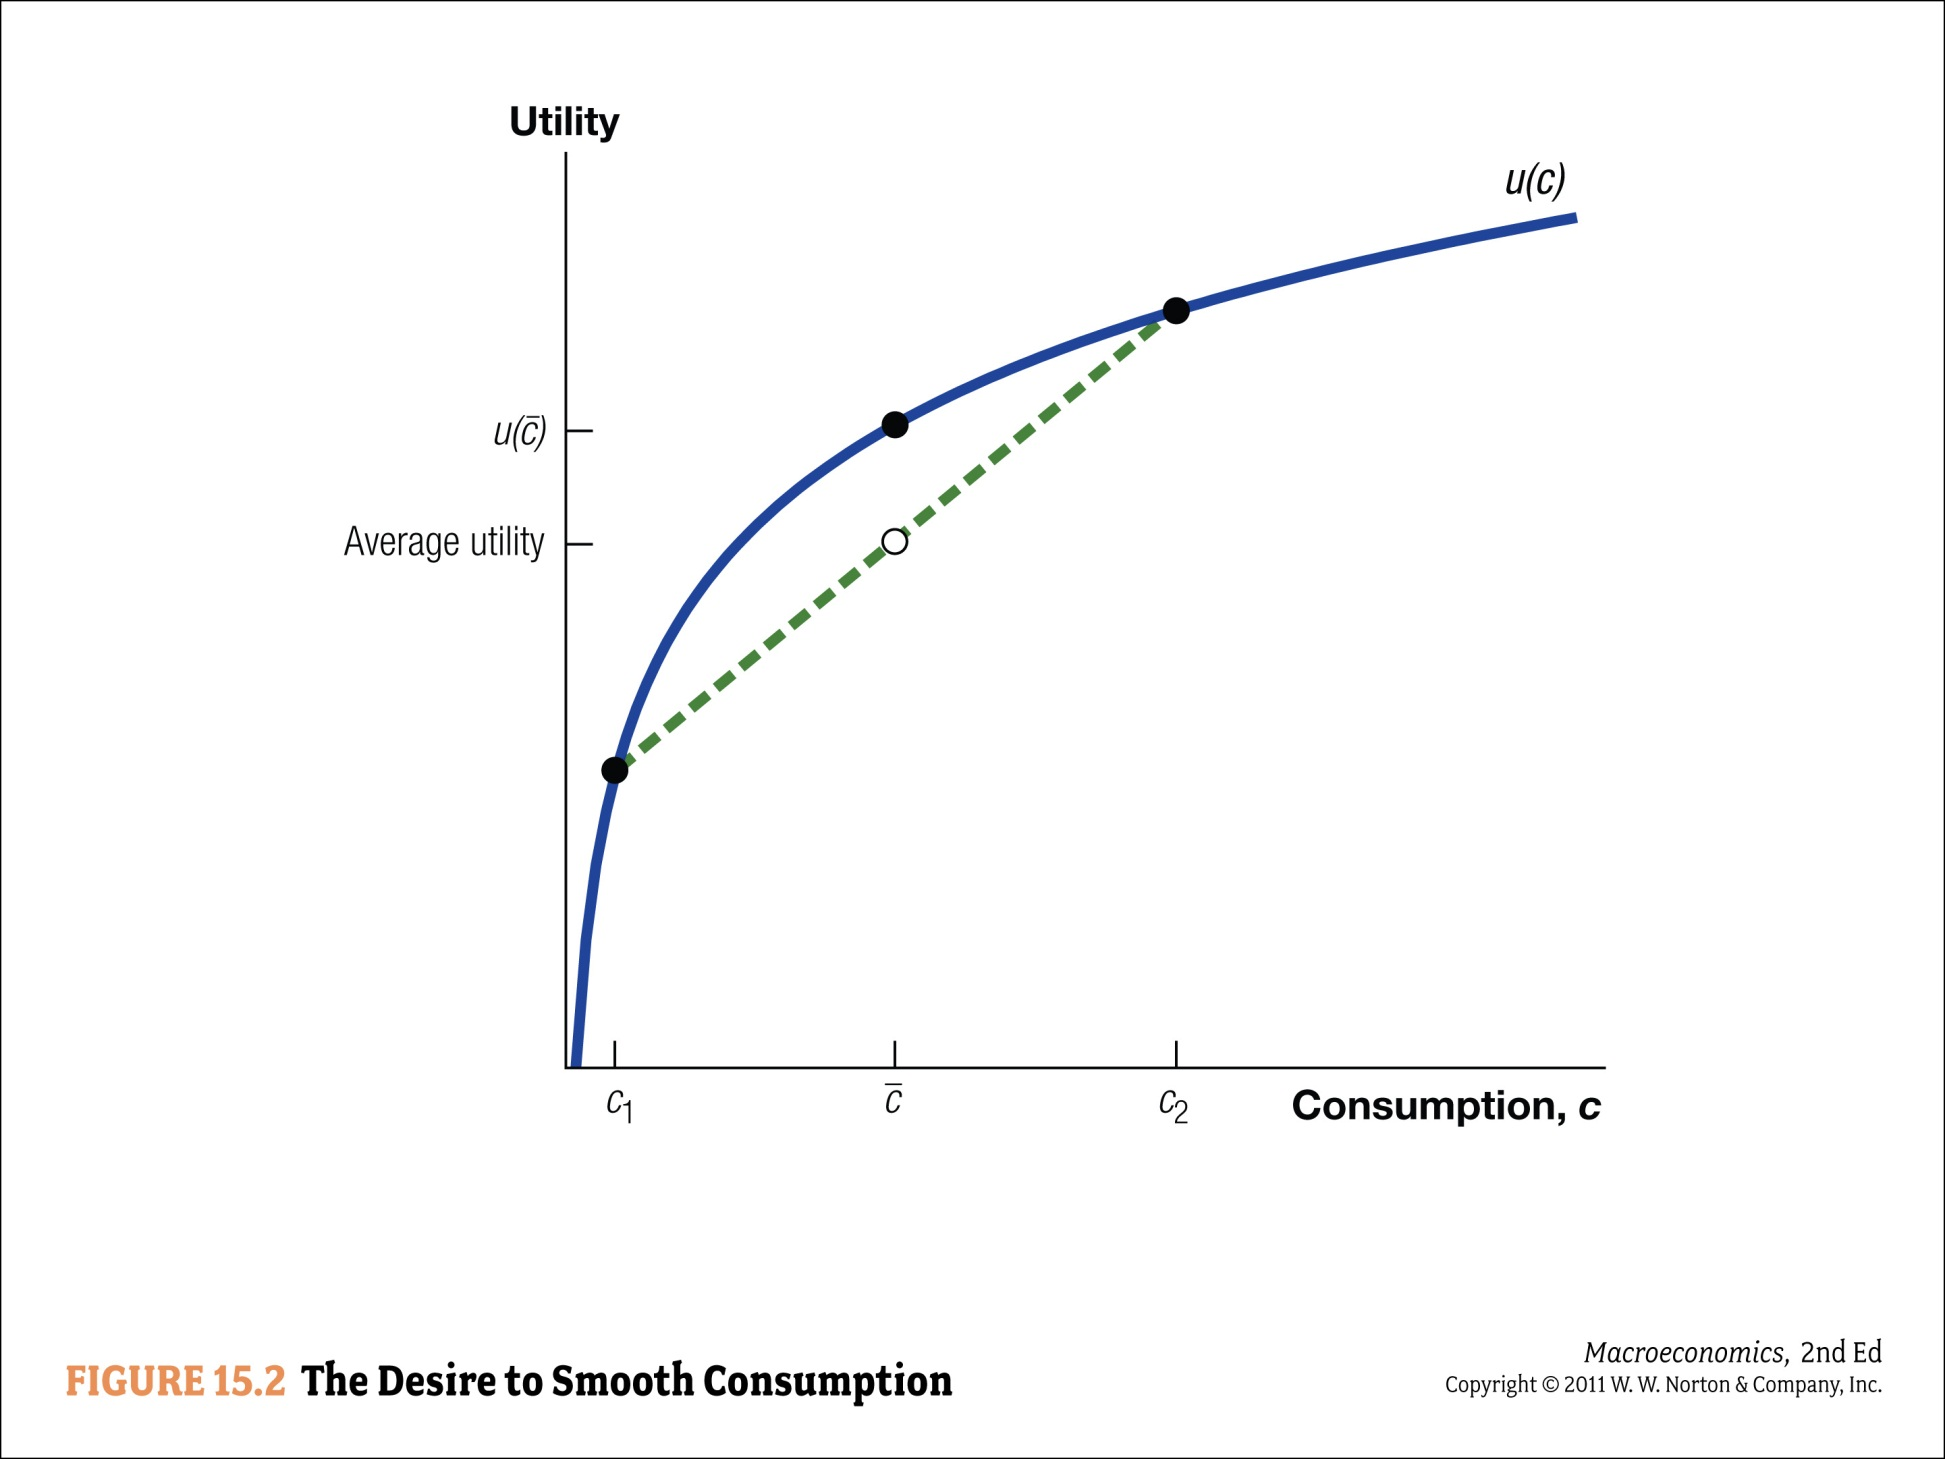 Utility
u(c)
u(c̄)
Average utility
c₁
c̄
c₂
Consumption, c
FIGURE 15.2 The Desire to Smooth Consumption
Macroeconomics, 2nd Ed
Copyright © 2011 W. W. Norton & Company, Inc.